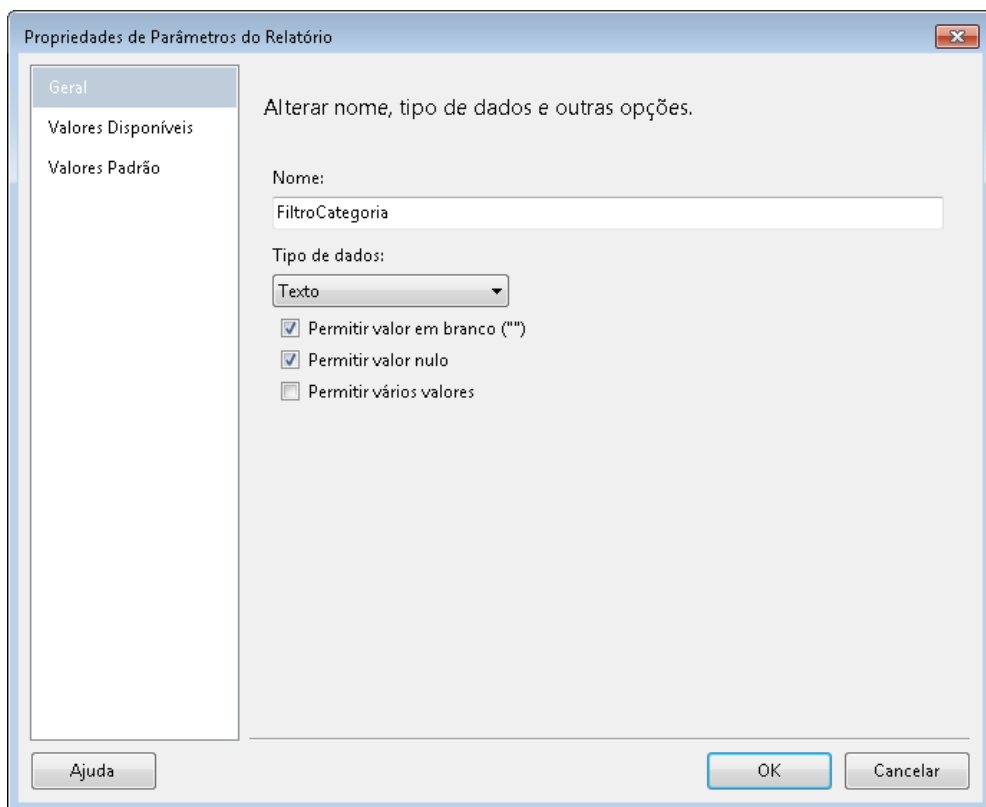 Propriedades de Parâmetros do Relatório
Geral
Valores Disponíveis
Valores Padrão
Alterar nome, tipo de dados e outras opções.
Nome:
FiltroCategoria
Tipo de dados:
Texto
Permitir valor em branco ("")
Permitir valor nulo
Permitir vários valores
Ajuda
OK
Cancelar